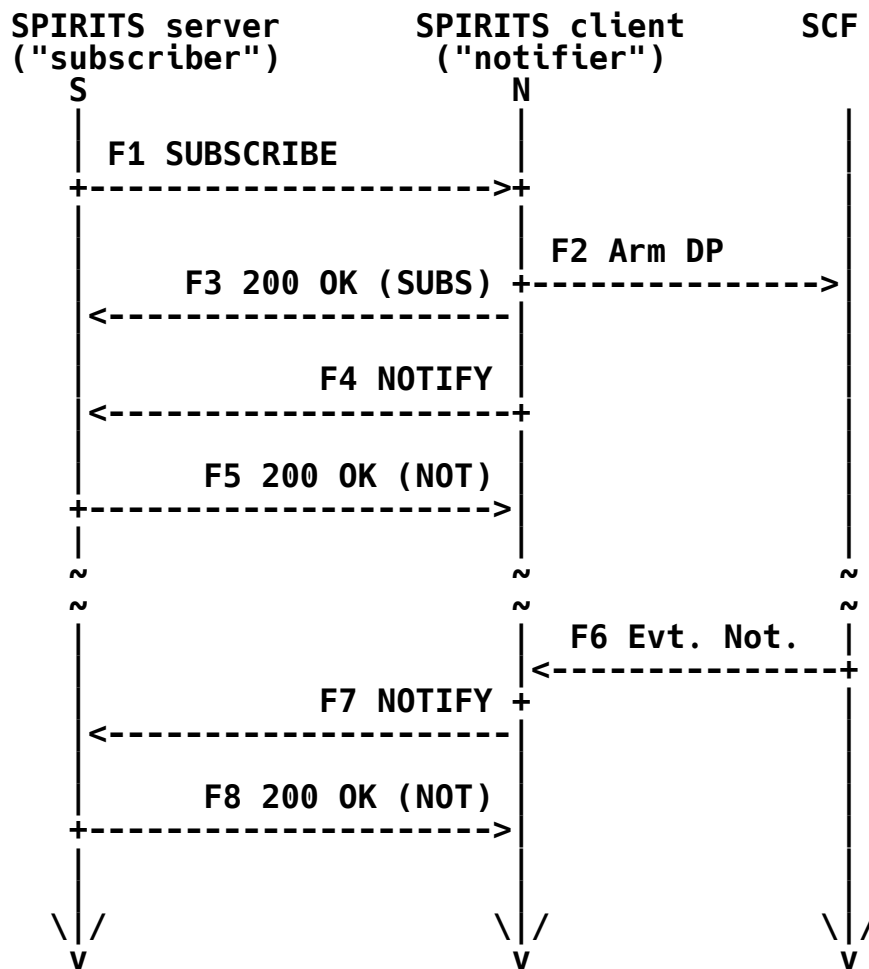 SPIRITS server SPIRITS client SCF
("subscriber") ("notifier")
S N
F1 SUBSCRIBE
F2 Arm DP
F3 200 OK (SUBS)
F4 NOTIFY
F5 200 OK (NOT)
~ ~ ~
~ ~ ~
F6 Evt. Not.
F7 NOTIFY
F8 200 OK (NOT)
v v v